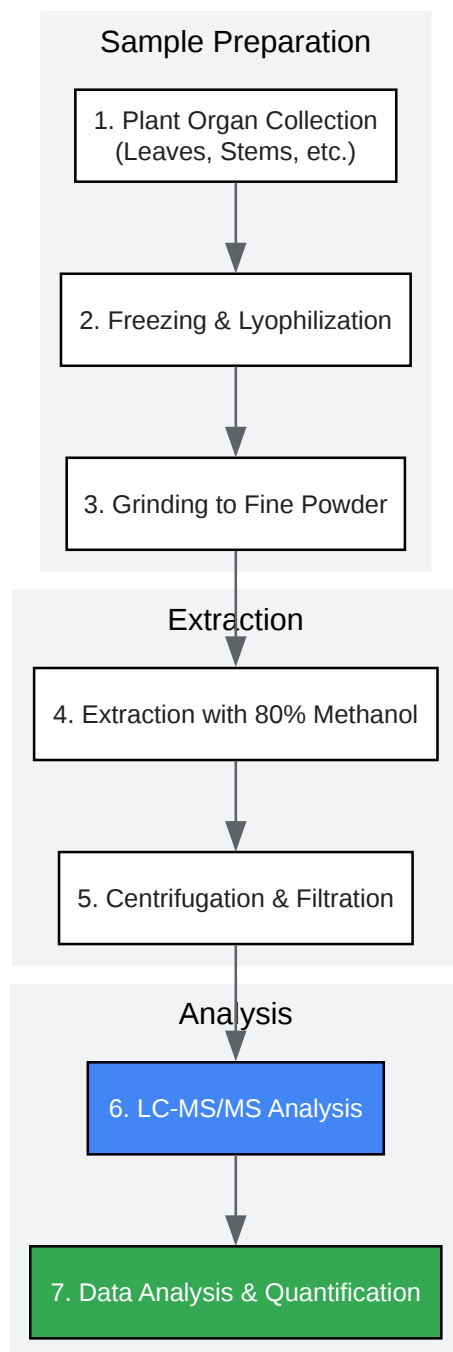 Sample Preparation
1. Plant Organ Collection
(Leaves, Stems, etc.)
2. Freezing & Lyophilization
3. Grinding to Fine Powder
Extraction
4. Extraction with 80% Methanol
5. Centrifugation & Filtration
Analysis
6. LC-MS/MS Analysis
7. Data Analysis & Quantification